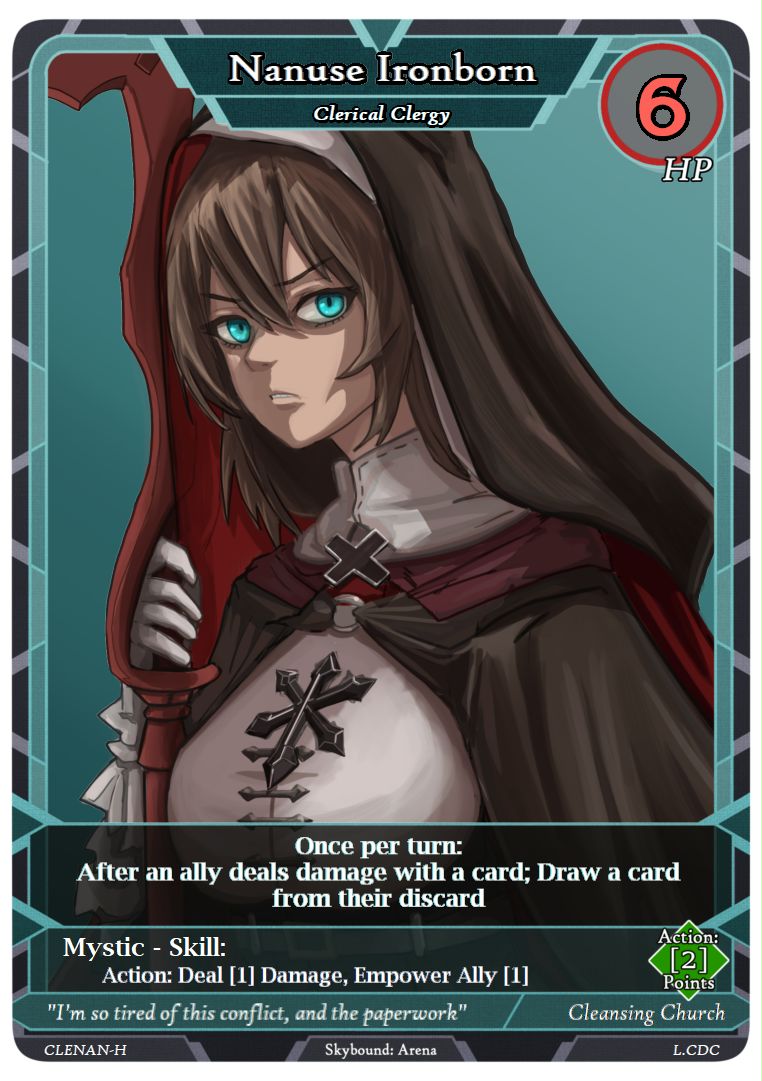 Nanuse Ironborn
Clerical Clergy
6
HP
Once per turn:
After an ally deals damage with a card; Draw a card
from their discard
Mystic - Skill:
Action: Deal [1] Damage, Empower Ally [1]
Action:
[2]
Points
"I'm so tired of this conflict, and the paperwork"
Cleansing Church
CLENAN-H
Skybound: Arena
L.CDC